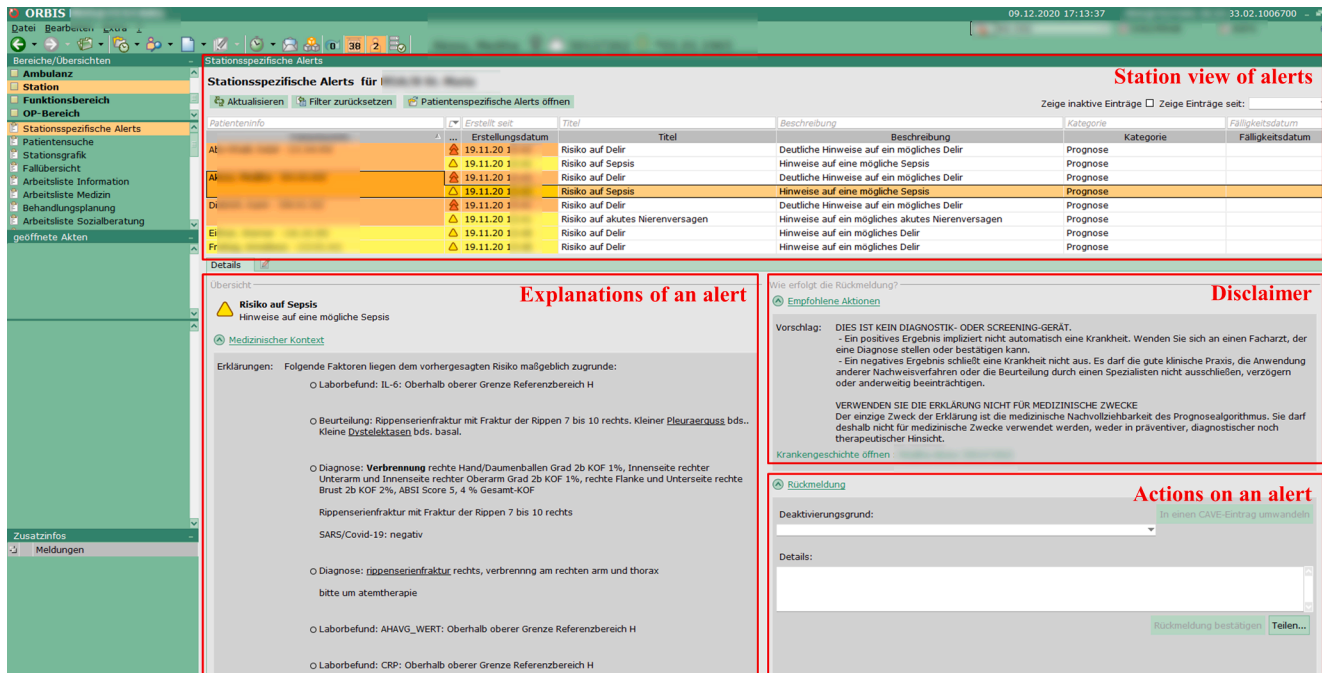 ORBIS
09.12.2020 17:13:37
33.02.1006700
Datei Bearbeiten Extra ?
0 38 2
Bereiche/Übersichten
Ambulanz
Station
Funktionsbereich
OP-Bereich
Stationsspezifische Alerts
Patientensuche
Stationsgrafik
Fallübersicht
Arbeitsliste Information
Arbeitsliste Medizin
Behandlungsplanung
Arbeitsliste Sozialberatung
geöffnete Akten
Zusatzinfos
Meldungen
Stationsspezifische Alerts
Stationsspezifische Alerts für
Station view of alerts
Aktualisieren Filter zurücksetzen Patientenspezifische Alerts öffnen
Zeige inaktive Einträge Zeige Einträge seit:
Patienteninfo Erstellt seit Titel Beschreibung Kategorie Fälligkeitsdatum
... Erstellungsdatum Titel Beschreibung Kategorie Fälligkeitsdatum
19.11.20 1 Risiko auf Delir Deutliche Hinweise auf ein mögliches Delir Prognose
19.11.20 1 Risiko auf Sepsis Hinweise auf eine mögliche Sepsis Prognose
19.11.20 1 Risiko auf Delir Deutliche Hinweise auf ein mögliches Delir Prognose
19.11.20 1 Risiko auf Sepsis Hinweise auf eine mögliche Sepsis Prognose
19.11.20 1 Risiko auf Delir Deutliche Hinweise auf ein mögliches Delir Prognose
19.11.20 1 Risiko auf akutes Nierenversagen Hinweise auf ein mögliches akutes Nierenversagen Prognose
19.11.20 1 Risiko auf Delir Hinweise auf ein mögliches Delir Prognose
19.11.20 1 Risiko auf Delir Hinweise auf ein mögliches Delir Prognose
Details
Übersicht
Explanations of an alert
Risiko auf Sepsis
Hinweise auf eine mögliche Sepsis
Medizinischer Kontext
Erklärungen: Folgende Faktoren liegen dem vorhergesagten Risiko maßgeblich zugrunde:
Laborbefund: IL-6: Oberhalb oberer Grenze Referenzbereich H
Beurteilung: Rippenserienfraktur mit Fraktur der Rippen 7 bis 10 rechts. Kleiner Pleuraerguss bds..
Kleine Dystelektasen bds. basal.
Diagnose: Verbrennung rechte Hand/Daumenballen Grad 2b KOF 1%, Innenseite rechter
Unterarm und Innenseite rechter Oberarm Grad 2b KOF 1%, rechte Flanke und Unterseite rechte
Brust 2b KOF 2%, ABSI Score 5, 4 % Gesamt-KOF
Rippenserienfraktur mit Fraktur der Rippen 7 bis 10 rechts
SARS/Covid-19: negativ
Diagnose: rippenserienfraktur rechts, verbrennng am rechten arm und thorax
bitte um atemtherapie
Laborbefund: AHAVG_WERT: Oberhalb oberer Grenze Referenzbereich H
Laborbefund: CRP: Oberhalb oberer Grenze Referenzbereich H
Wie erfolgt die Rückmeldung?
Disclaimer
Empfohlene Aktionen
Vorschlag: DIES IST KEIN DIAGNOSTIK- ODER SCREENING-GERÄT.
- Ein positives Ergebnis impliziert nicht automatisch eine Krankheit. Wenden Sie sich an einen Facharzt, der
eine Diagnose stellen oder bestätigen kann.
- Ein negatives Ergebnis schließt eine Krankheit nicht aus. Es darf die gute klinische Praxis, die Anwendung
anderer Nachweisverfahren oder die Beurteilung durch einen Spezialisten nicht ausschließen, verzögern
oder anderweitig beeinträchtigen.
VERWENDEN SIE DIE ERKLÄRUNG NICHT FÜR MEDIZINISCHE ZWECKE
Der einzige Zweck der Erklärung ist die medizinische Nachvollziehbarkeit des Prognosealgorithmus. Sie darf
deshalb nicht für medizinische Zwecke verwendet werden, weder in präventiver, diagnostischer noch
therapeutischer Hinsicht.
Krankengeschichte öffnen
Rückmeldung
Actions on an alert
Deaktivierungsgrund: In einen CAVE-Eintrag umwandeln
Details:
Rückmeldung bestätigen Teilen...